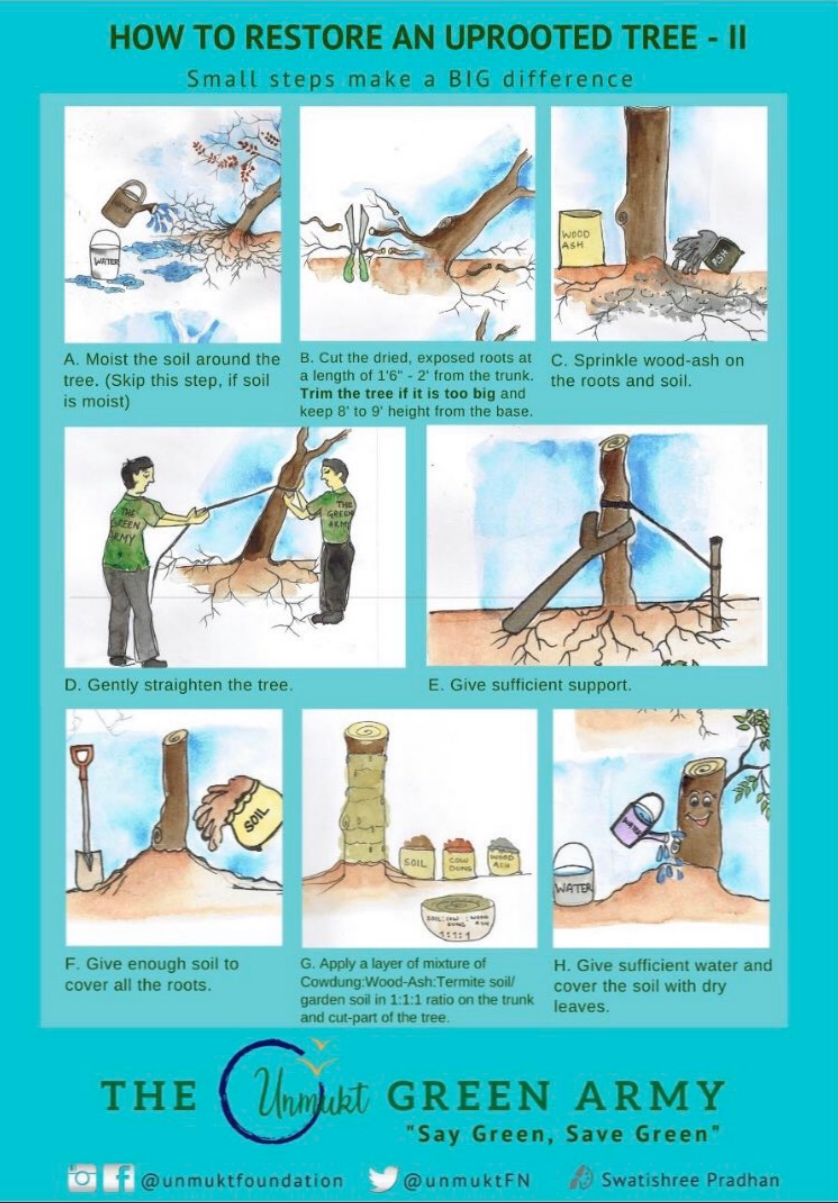 HOW TO RESTORE AN UPROOTED TREE - II
Small steps make a BIG difference
WATER
WATER
WOOD
ASH
ASH
A. Moist the soil around the
tree. (Skip this step, if soil
is moist)
B. Cut the dried, exposed roots at
a length of 1'6" - 2' from the trunk.
Trim the tree if it is too big and
keep 8' to 9' height from the base.
C. Sprinkle wood-ash on
the roots and soil.
THE
GREEN
ARMY
THE
GREEN
ARMY
D. Gently straighten the tree.
E. Give sufficient support.
SOIL
SOIL
COW
DUNG
WOOD
ASH
SOIL : COW : WOOD
DUNG ASH
1:1:1
WATER
WATER
F. Give enough soil to
cover all the roots.
G. Apply a layer of mixture of
Cowdung:Wood-Ash:Termite soil/
garden soil in 1:1:1 ratio on the trunk
and cut-part of the tree.
H. Give sufficient water and
cover the soil with dry
leaves.
THE Unmukt GREEN ARMY
"Say Green, Save Green"
@unmuktfoundation @unmuktFN Swatishree Pradhan